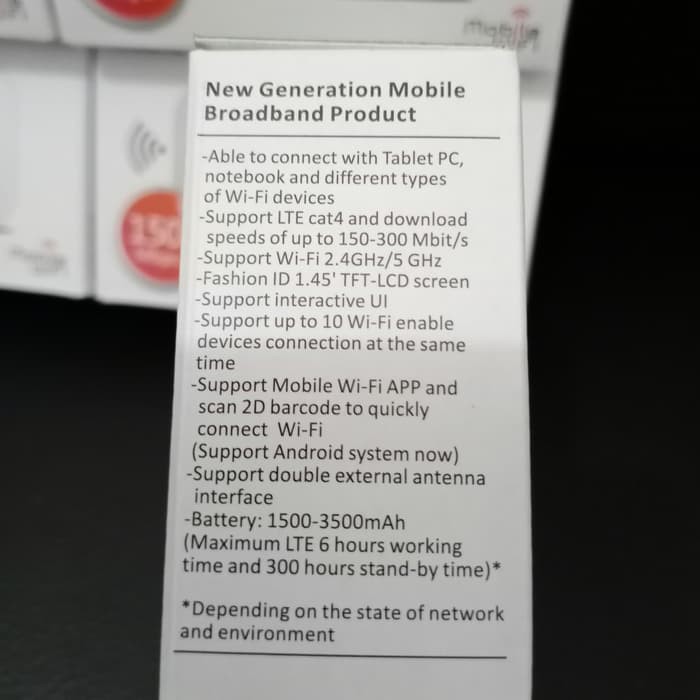 mobile
New Generation Mobile
Broadband Product
-Able to connect with Tablet PC,
notebook and different types
of Wi-Fi devices
-Support LTE cat4 and download
speeds of up to 150-300 Mbit/s
-Support Wi-Fi 2.4GHz/5 GHz
-Fashion ID 1.45' TFT-LCD screen
-Support interactive UI
-Support up to 10 Wi-Fi enable
devices connection at the same
time
-Support Mobile Wi-Fi APP and
scan 2D barcode to quickly
connect Wi-Fi
(Support Android system now)
-Support double external antenna
interface
-Battery: 1500-3500mAh
(Maximum LTE 6 hours working
time and 300 hours stand-by time)*
*Depending on the state of network
and environment
150
mobile